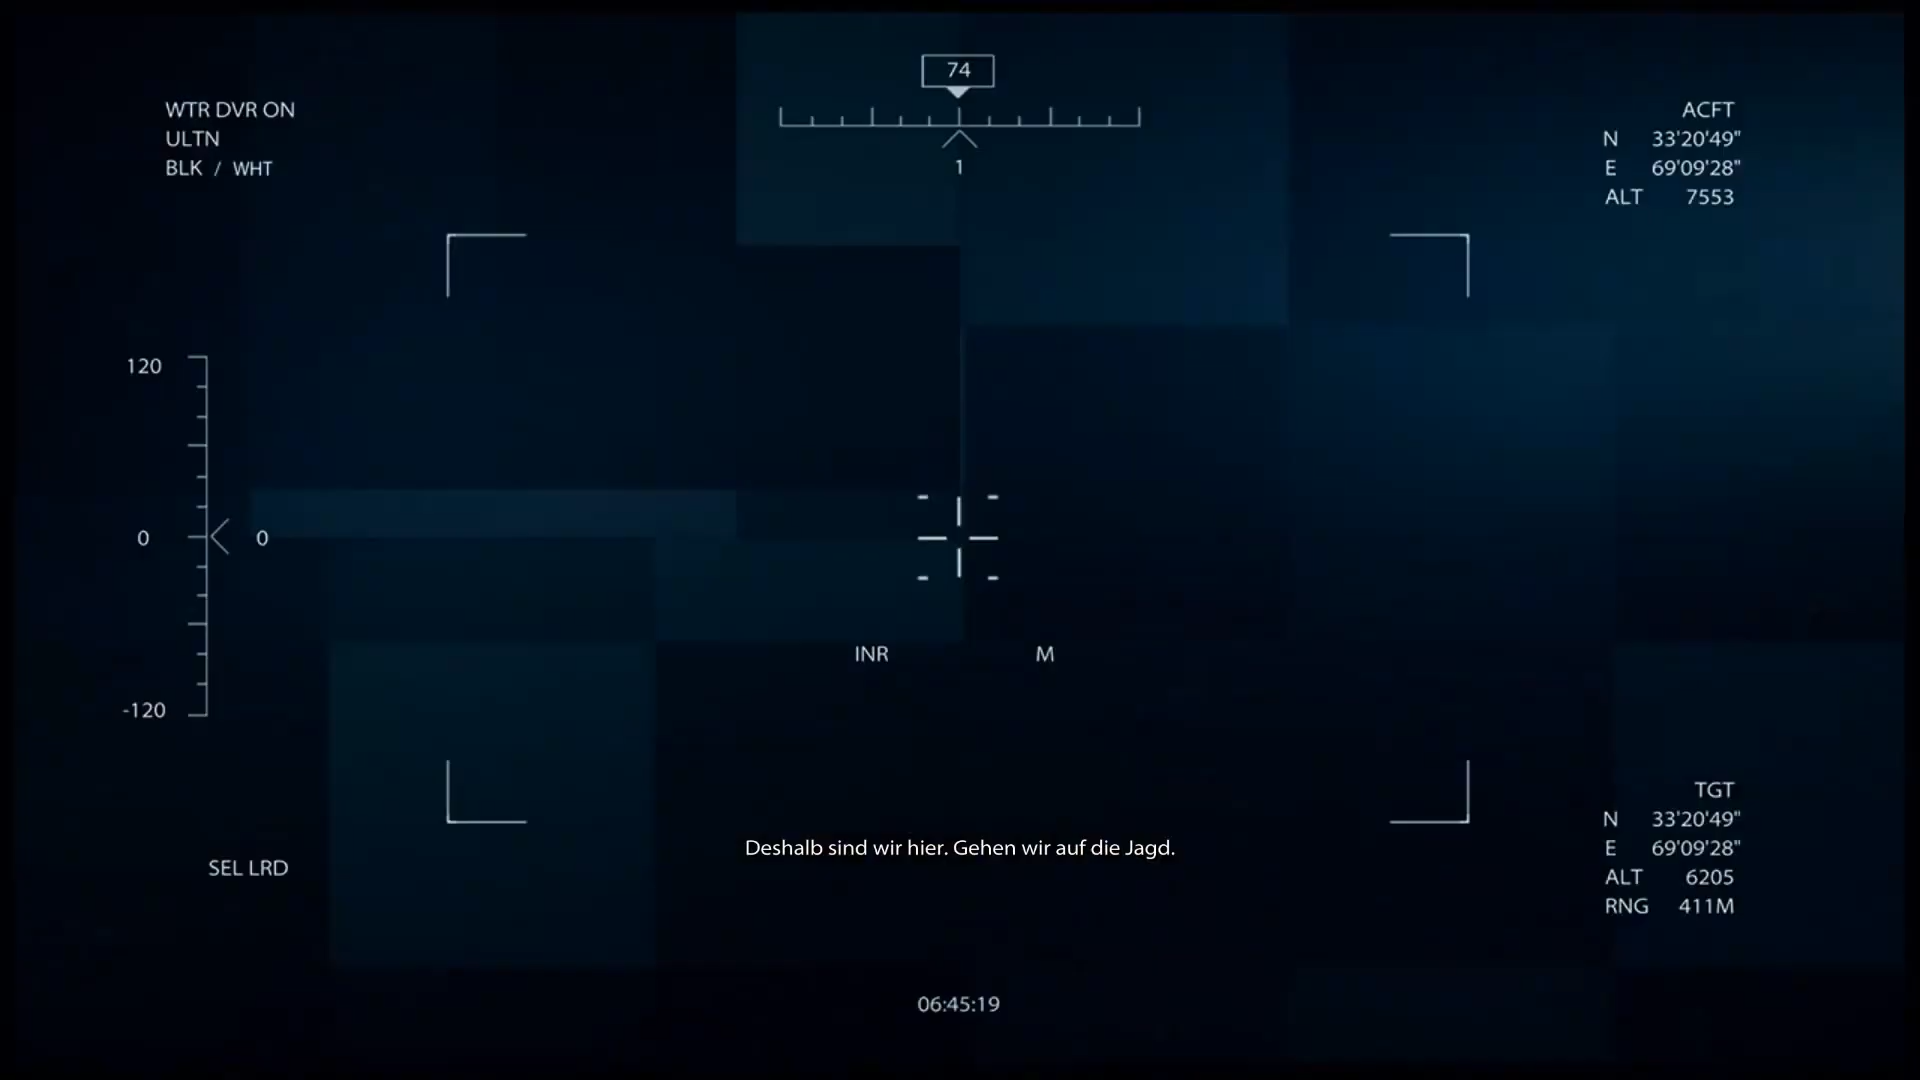 74
WTR DVR ON
ULTN
BLK / WHT
1
ACFT
N 33'20'49"
E 69'09'28"
ALT 7553
120
0 0
-120
INR M
SEL LRD
Deshalb sind wir hier. Gehen wir auf die Jagd.
TGT
N 33'20'49"
E 69'09'28"
ALT 6205
RNG 411M
06:45:19